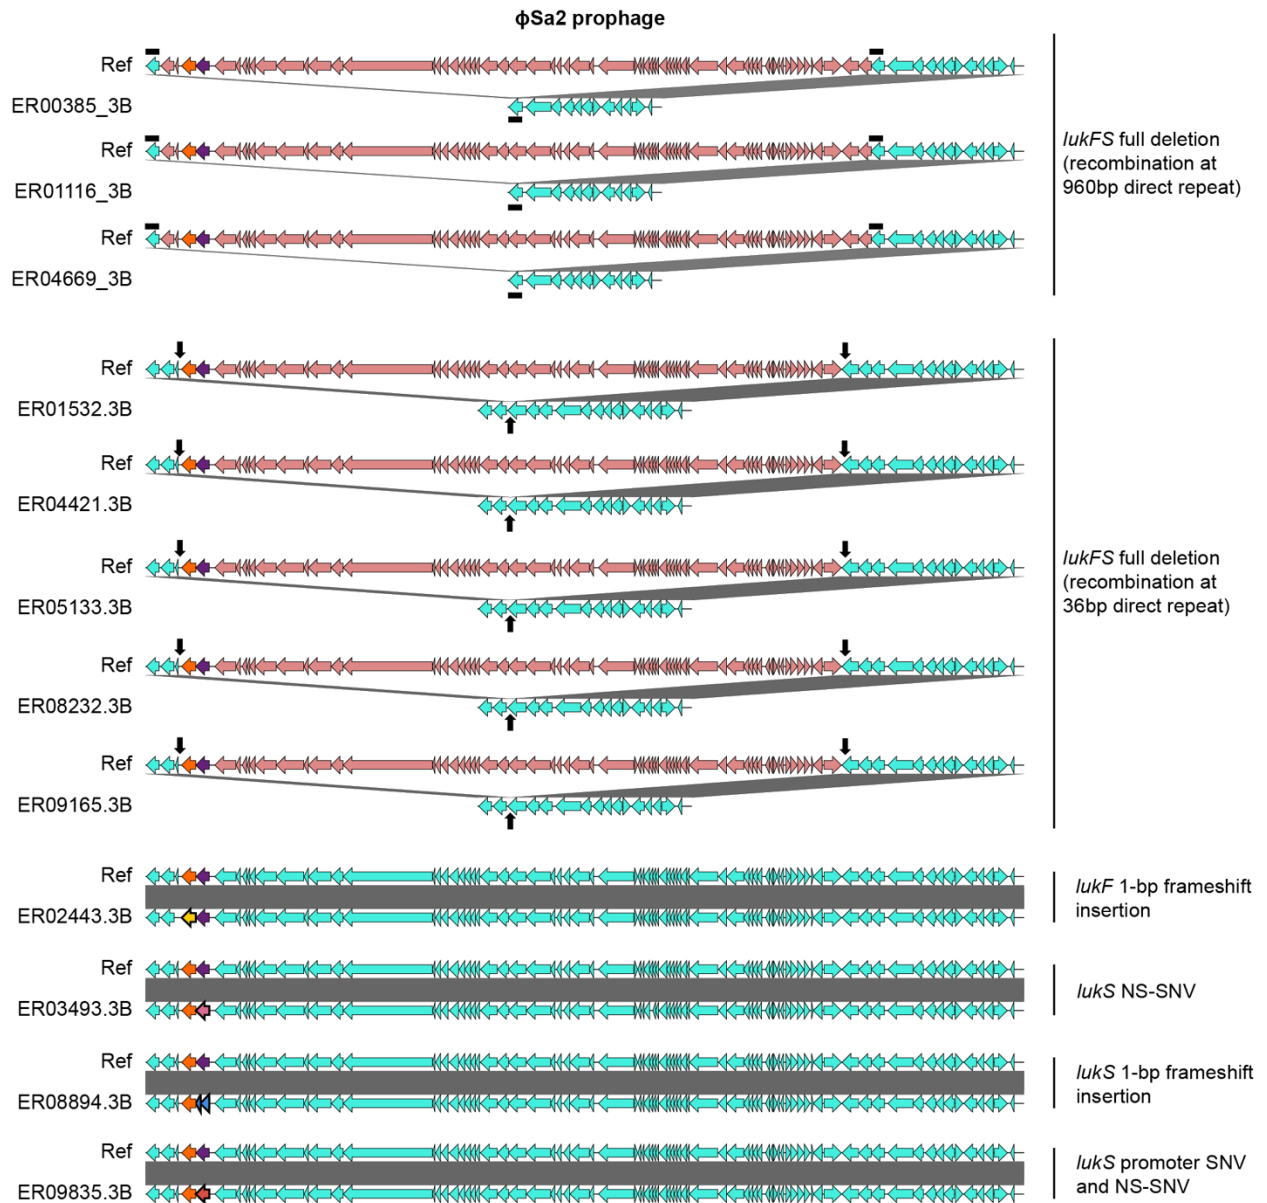 ϕSa2 prophage
Ref
ER00385_3B
Ref
ER01116_3B
Ref
ER04669_3B
lukFS full deletion
(recombination at
960bp direct repeat)
Ref
ER01532.3B
Ref
ER04421.3B
Ref
ER05133.3B
Ref
ER08232.3B
Ref
ER09165.3B
lukFS full deletion
(recombination at
36bp direct repeat)
Ref
ER02443.3B
lukF 1-bp frameshift
insertion
Ref
ER03493.3B
lukS NS-SNV
Ref
ER08894.3B
lukS 1-bp frameshift
insertion
Ref
ER09835.3B
lukS promoter SNV
and NS-SNV